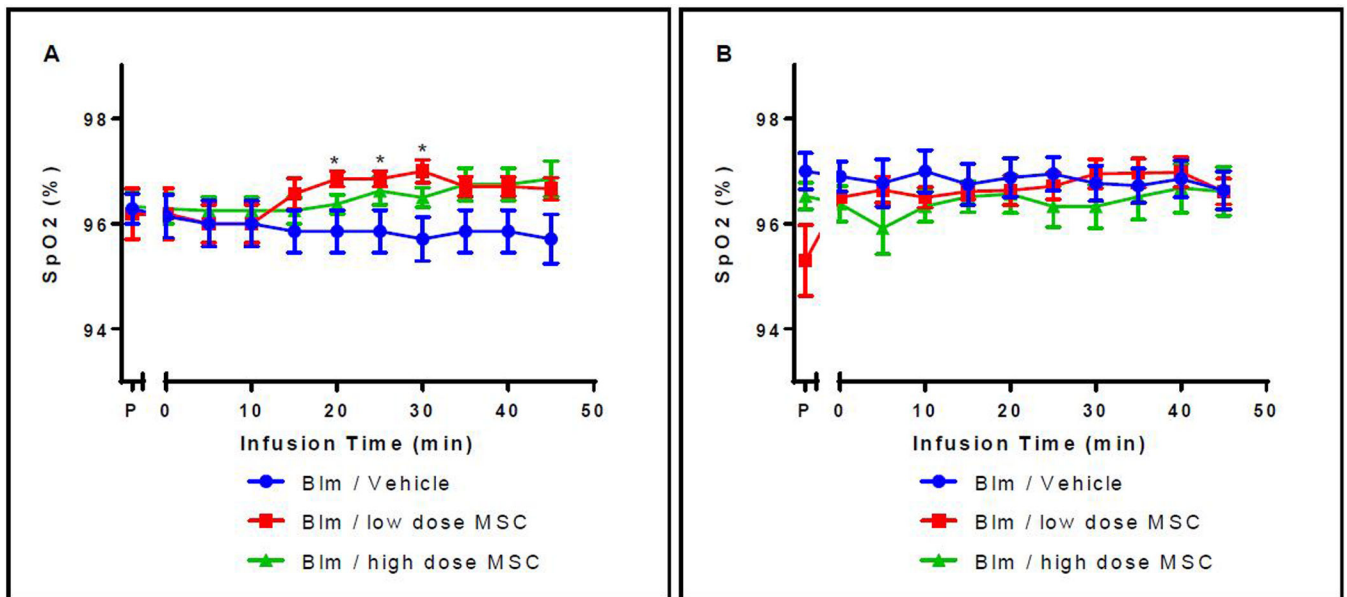 A
SpO2 (%)
98
96
94
* * *
P 0 10 20 30 40 50
Infusion Time (min)
Blm / Vehicle
Blm / low dose MSC
Blm / high dose MSC
B
SpO2 (%)
98
96
94
P 0 10 20 30 40 50
Infusion Time (min)
Blm / Vehicle
Blm / low dose MSC
Blm / high dose MSC